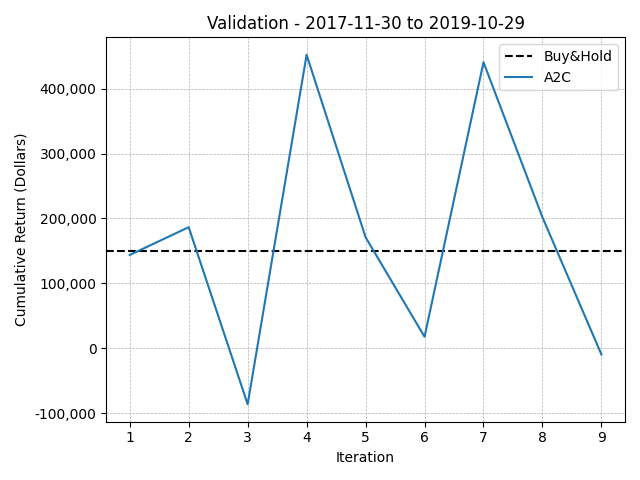 Validation - 2017-11-30 to 2019-10-29
Buy&Hold
A2C
Cumulative Return (Dollars)
400,000
300,000
200,000
100,000
0
-100,000
1 2 3 4 5 6 7 8 9
Iteration